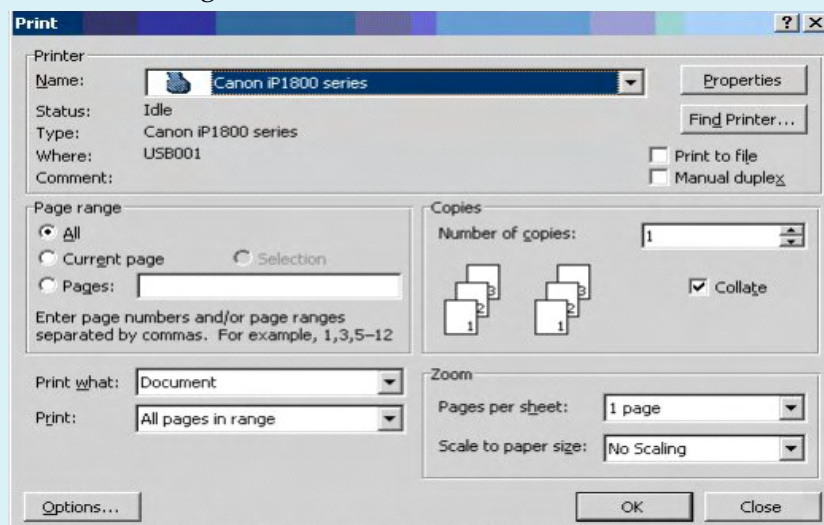 Print
Printer
Name: Canon iP1800 series Properties
Status: Idle Find Printer...
Type: Canon iP1800 series
Where: USB001 Print to file
Comment: Manual duplex
Page range
All
Current page Selection
Pages:
Enter page numbers and/or page ranges
separated by commas. For example, 1,3,5–12
Copies
Number of copies: 1
1 2 3 1 2 3 Collate
Print what: Document
Print: All pages in range
Zoom
Pages per sheet: 1 page
Scale to paper size: No Scaling
Options... OK Close